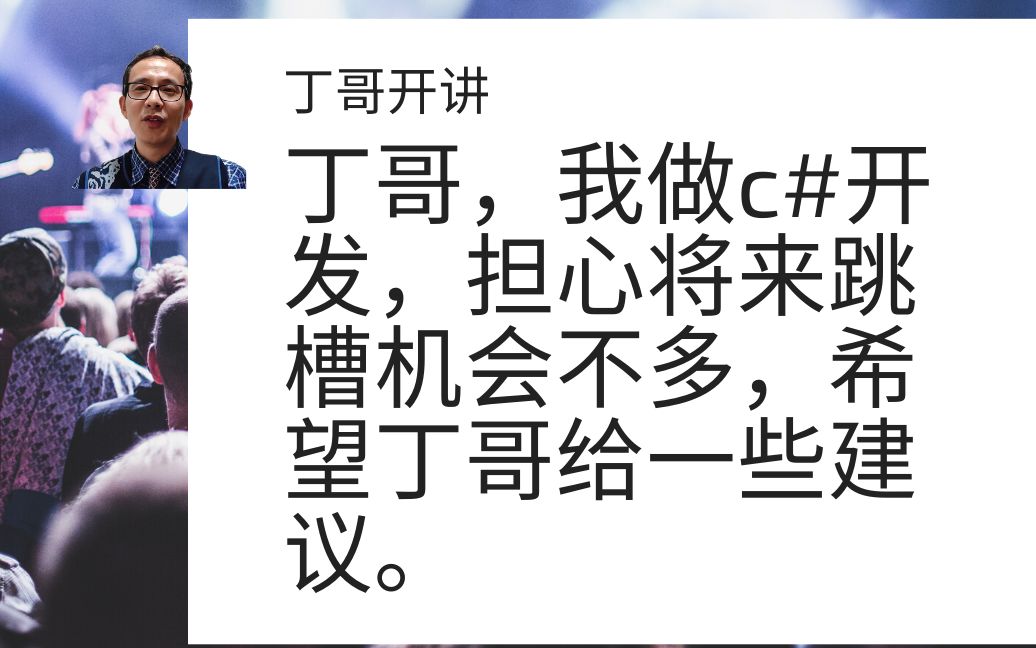 丁哥开讲
丁哥，我做c#开
发，担心将来跳
槽机会不多，希
望丁哥给一些建
议。